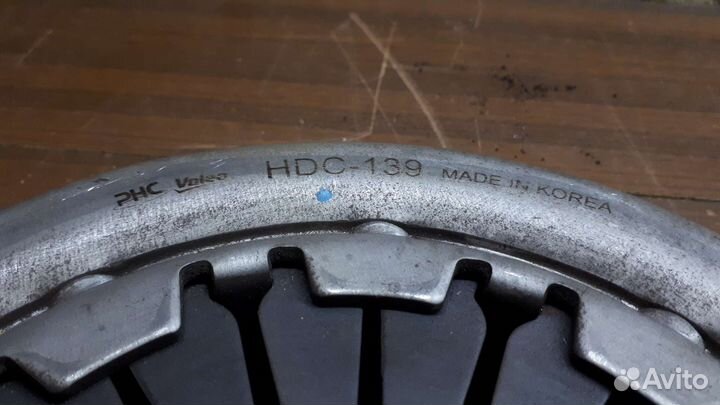 PHC Valeo HDC-139 MADE IN KOREA
Avito